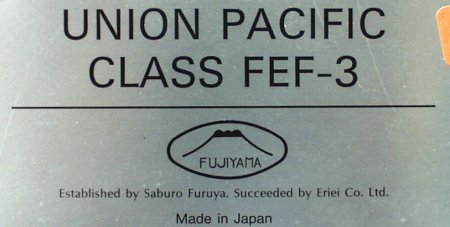 UNION PACIFIC
CLASS FEF-3
FUJIYAMA
Established by Saburo Furuya. Succeeded by Eriei Co. Ltd.
Made in Japan